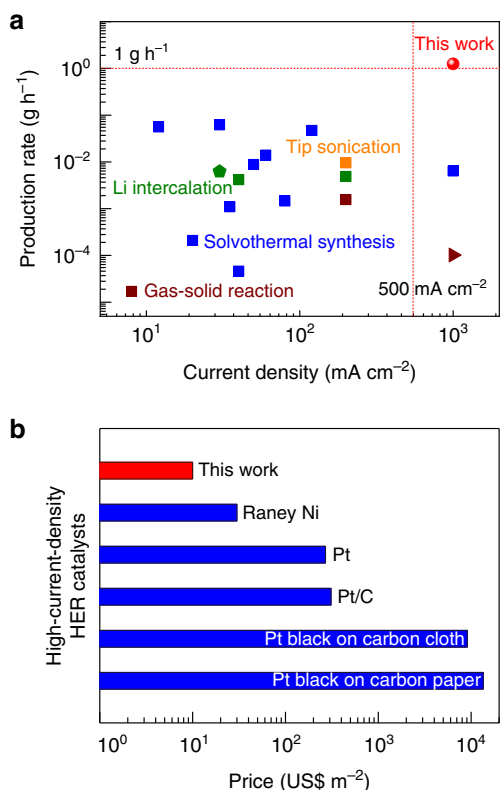 a
1 g h⁻¹
This work
10⁰
Tip sonication
10⁻²
Li intercalation
Solvothermal synthesis
10⁻⁴
Gas-solid reaction
500 mA cm⁻²
Production rate (g h⁻¹)
10¹
10²
10³
Current density (mA cm⁻²)
b
This work
Raney Ni
Pt
Pt/C
Pt black on carbon cloth
Pt black on carbon paper
High-current-density
HER catalysts
10⁰
10¹
10²
10³
10⁴
Price (US$ m⁻²)